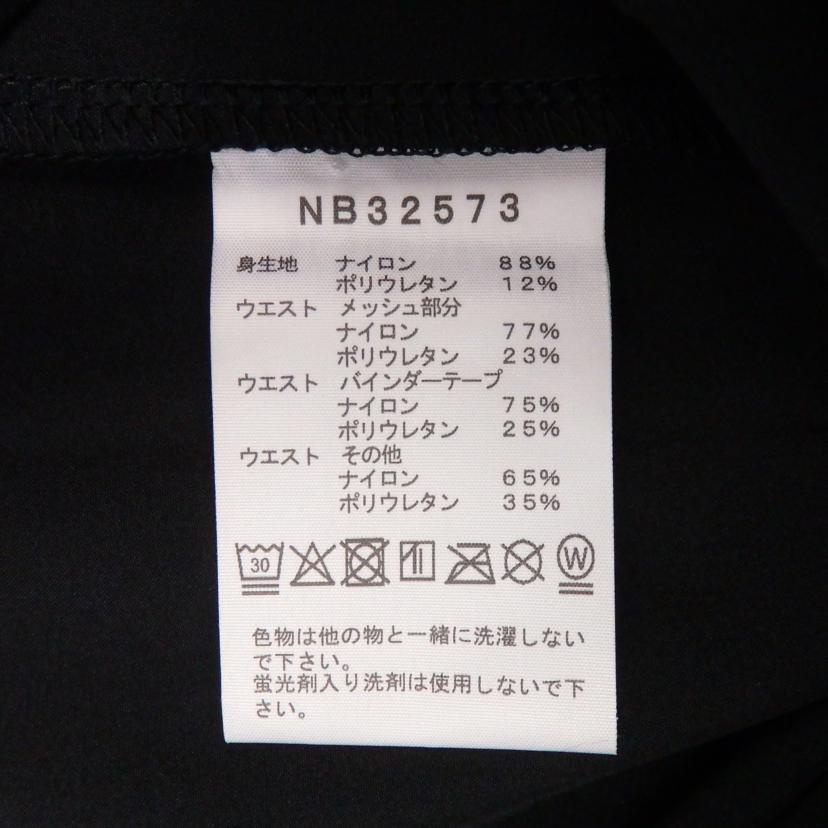 NB32573
身生地 ナイロン 88%
ポリウレタン 12%
ウエスト メッシュ部分
ナイロン 77%
ポリウレタン 23%
ウエスト バインダーテープ
ナイロン 75%
ポリウレタン 25%
ウエスト その他
ナイロン 65%
ポリウレタン 35%
30 W
色物は他の物と一緒に洗濯しない
で下さい。
蛍光剤入り洗剤は使用しないで下
さい。